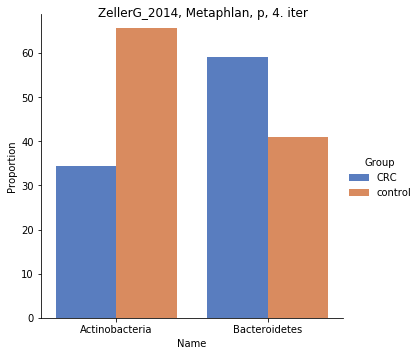 ZellerG_2014, Metaphlan, p, 4. iter
Proportion
60
50
40
30
20
10
0
Actinobacteria
Bacteroidetes
Name
Group
CRC
control